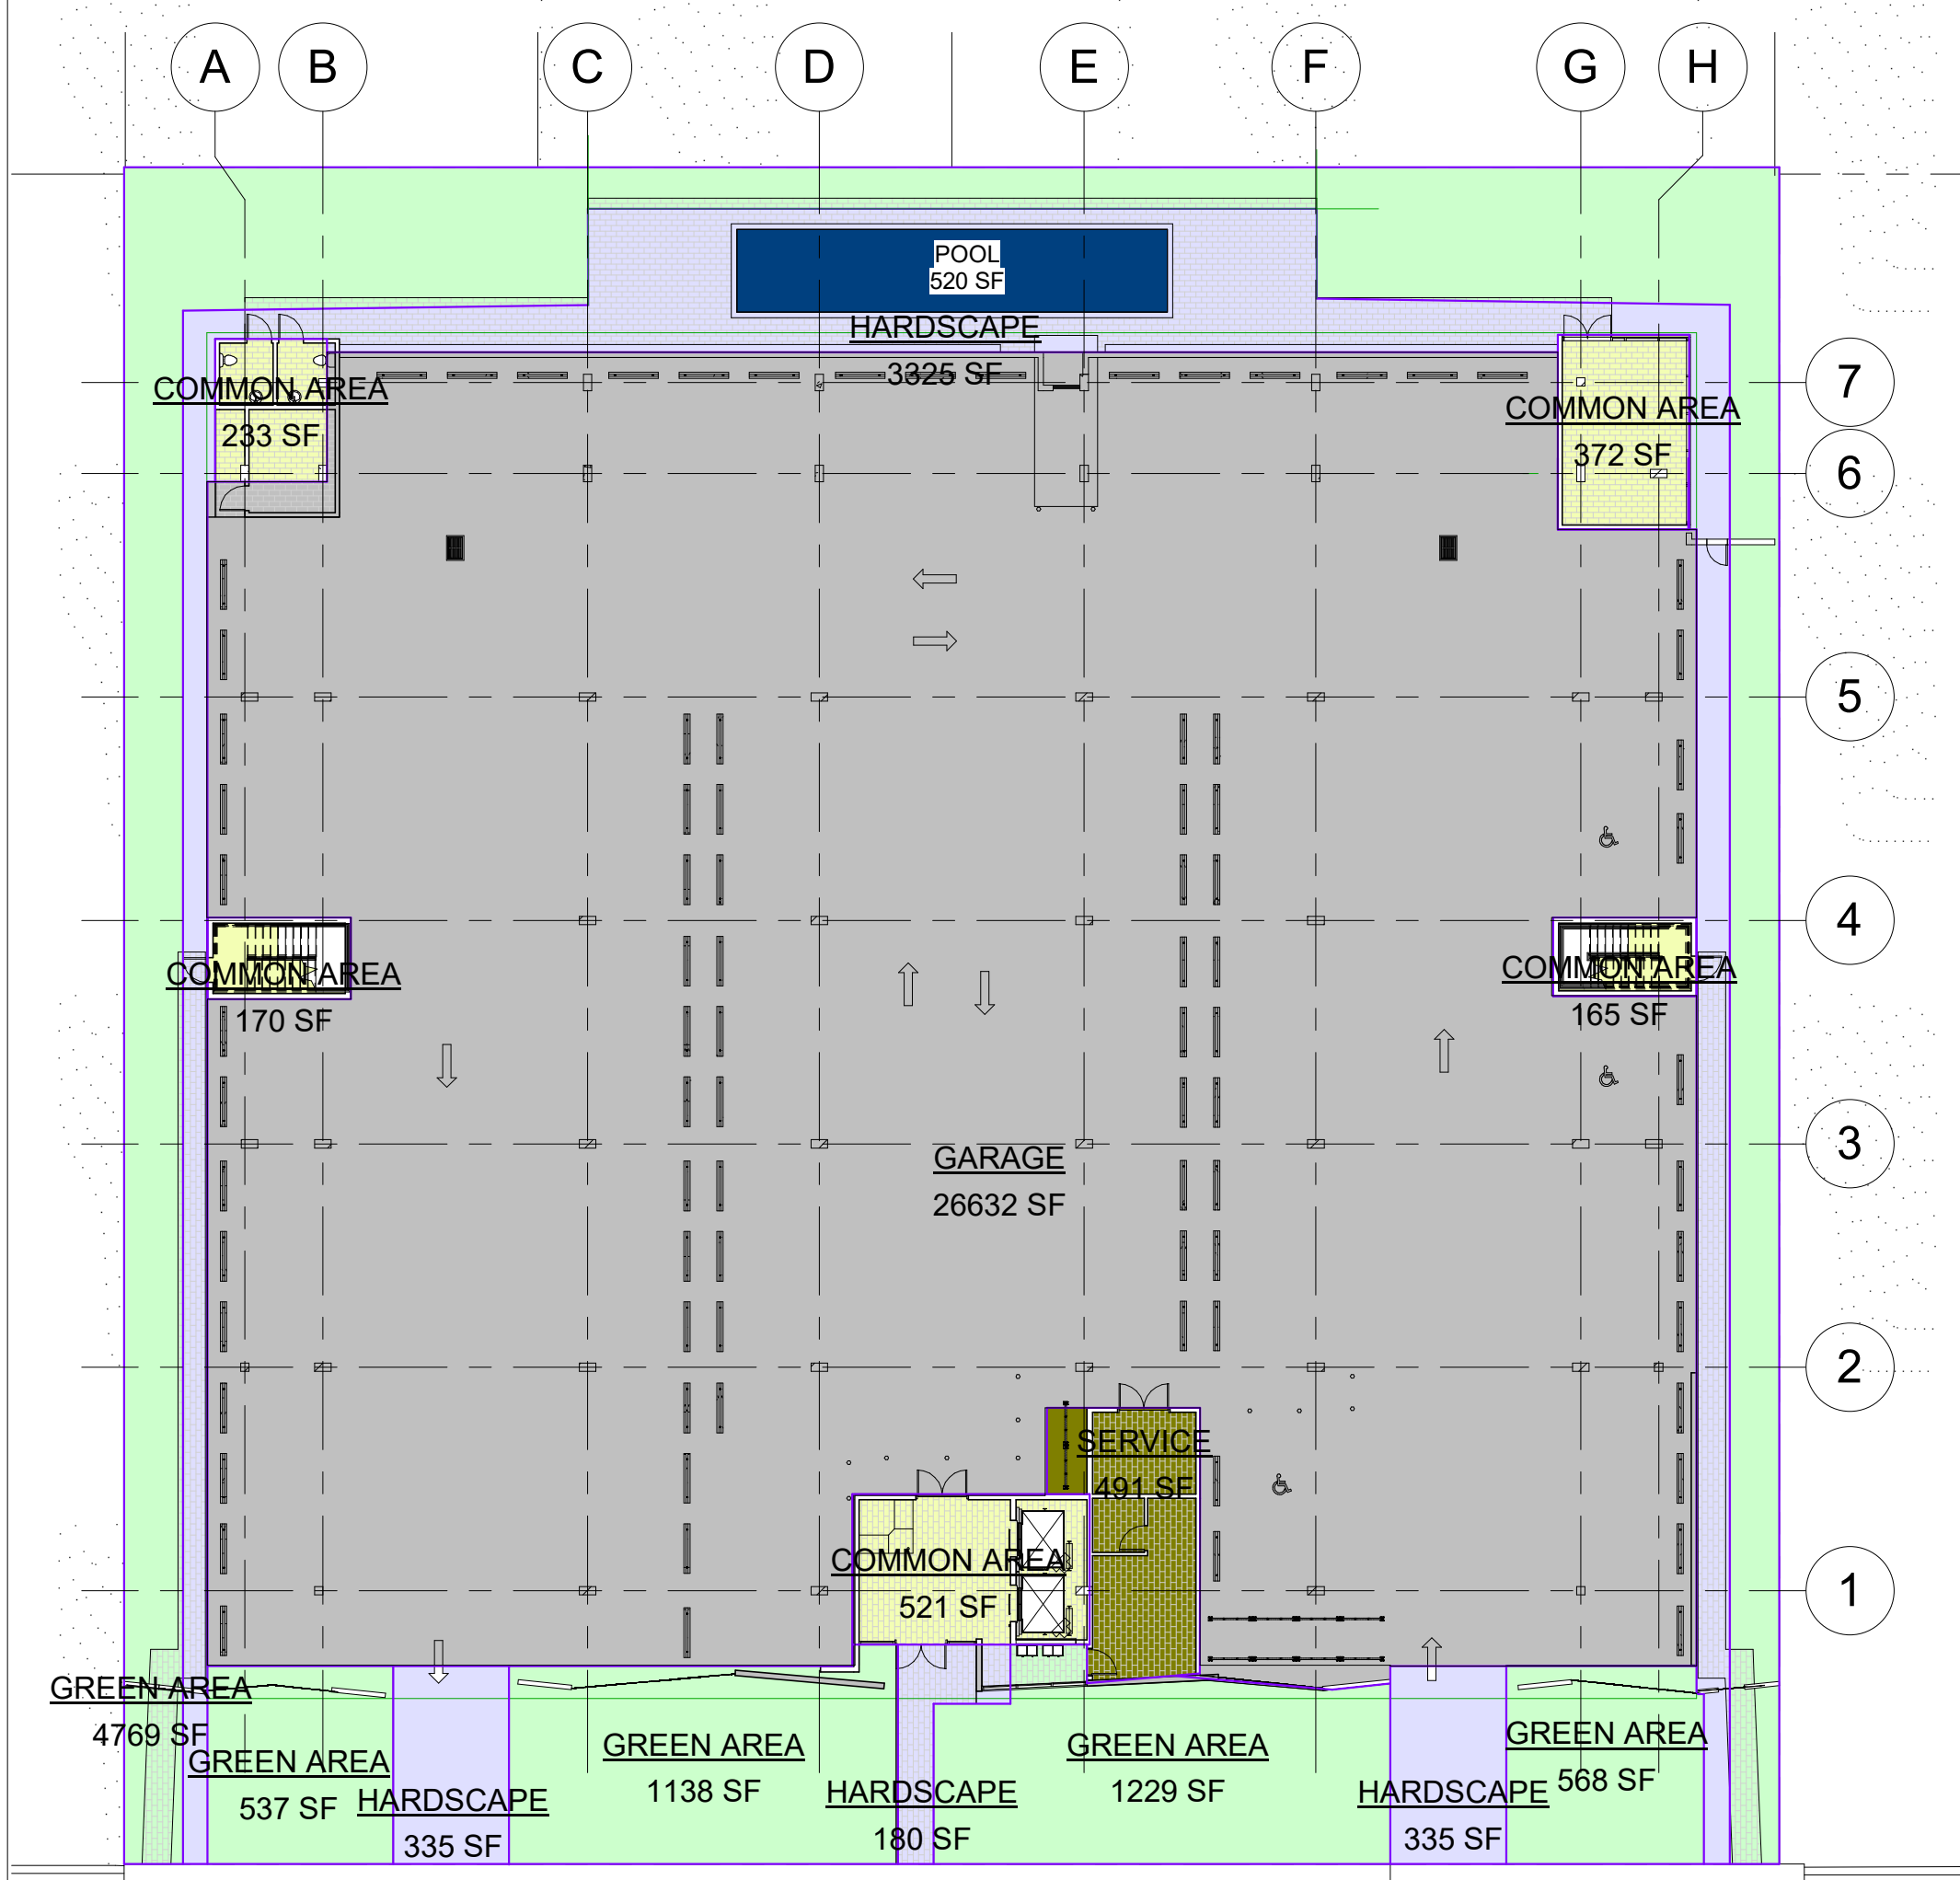 A B C D E F G H
POOL
520 SF
HARDSCAPE
3325 SF
7
COMMON AREA
233 SF
COMMON AREA
372 SF
6
5
4
COMMON AREA
170 SF
COMMON AREA
165 SF
3
GARAGE
26632 SF
2
SERVICE
491 SF
COMMON AREA
521 SF
1
GREEN AREA
4769 SF
GREEN AREA
537 SF
HARDSCAPE
335 SF
GREEN AREA
1138 SF
HARDSCAPE
180 SF
GREEN AREA
1229 SF
HARDSCAPE
335 SF
GREEN AREA
568 SF